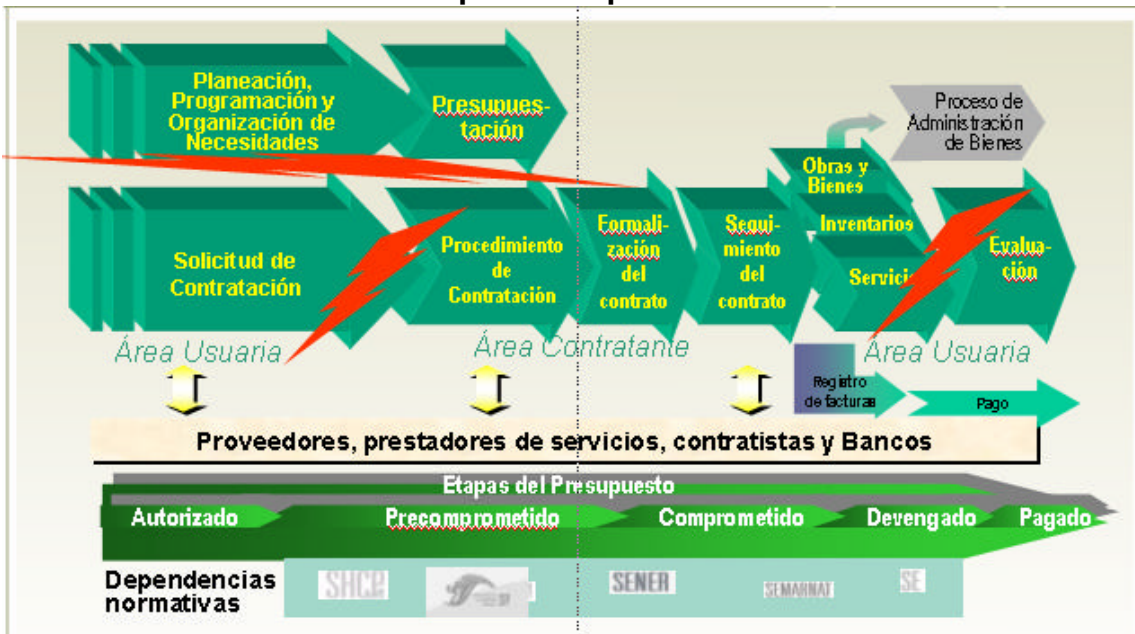 Planeación,
Programación y
Organización de
Necesidades
Presupues-
tación
Proceso de
Administración
de Bienes
Obras y
Bienes
Inventarios
Solicitud de
Contratación
Procedimiento
de
Contratación
Formali-
zación
del
contrato
Segui-
miento
del
contrato
Servici
Evalua-
ción
Área Usuaria
Área Contratante
Área Usuaria
Registro
de facturas
Pago
Proveedores, prestadores de servicios, contratistas y Bancos
Etapas del Presupuesto
Autorizado
Precomprometido
Comprometido
Devengado
Pagado
Dependencias
normativas
SHCP
SENER
SEMARNAT
SE